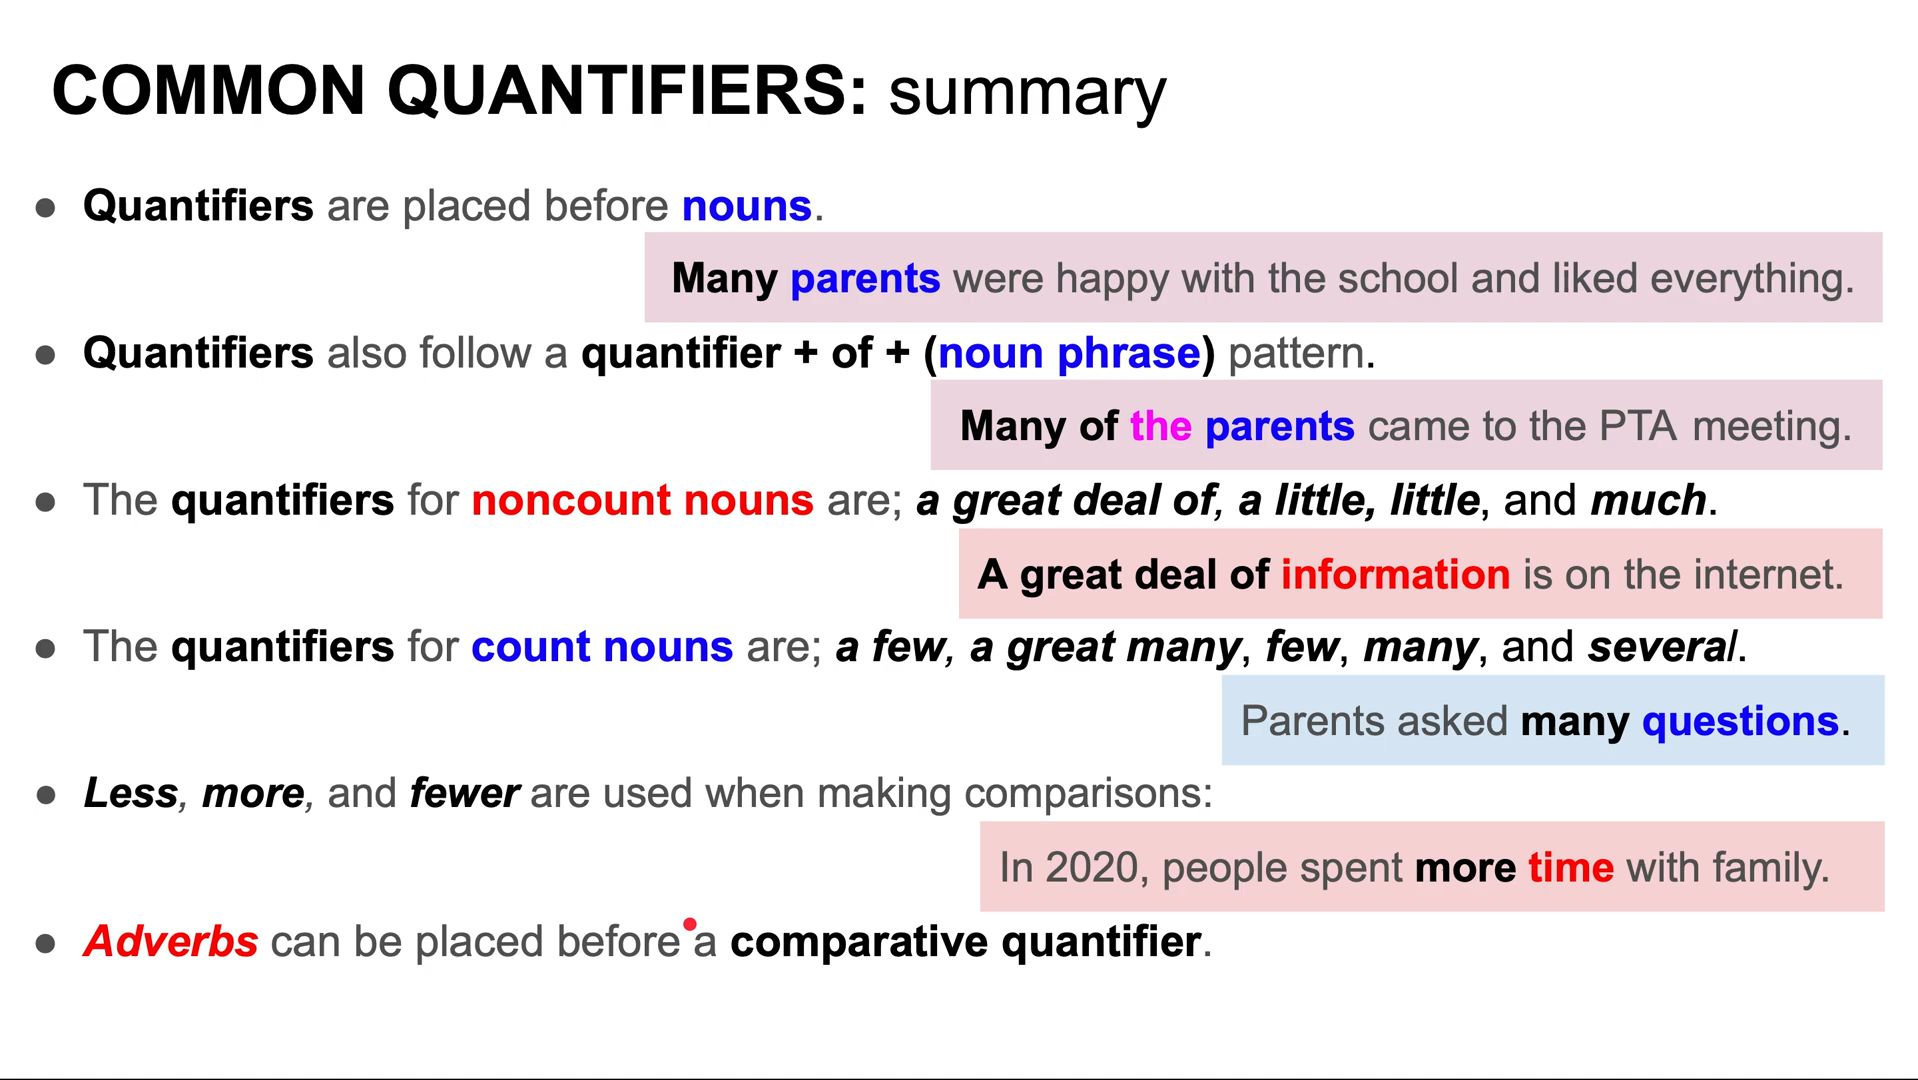 COMMON QUANTIFIERS: summary
● Quantifiers are placed before nouns.
Many parents were happy with the school and liked everything.
● Quantifiers also follow a quantifier + of + (noun phrase) pattern.
Many of the parents came to the PTA meeting.
● The quantifiers for noncount nouns are; a great deal of, a little, little, and much.
A great deal of information is on the internet.
● The quantifiers for count nouns are; a few, a great many, few, many, and several.
Parents asked many questions.
● Less, more, and fewer are used when making comparisons:
In 2020, people spent more time with family.
● Adverbs can be placed before a comparative quantifier.